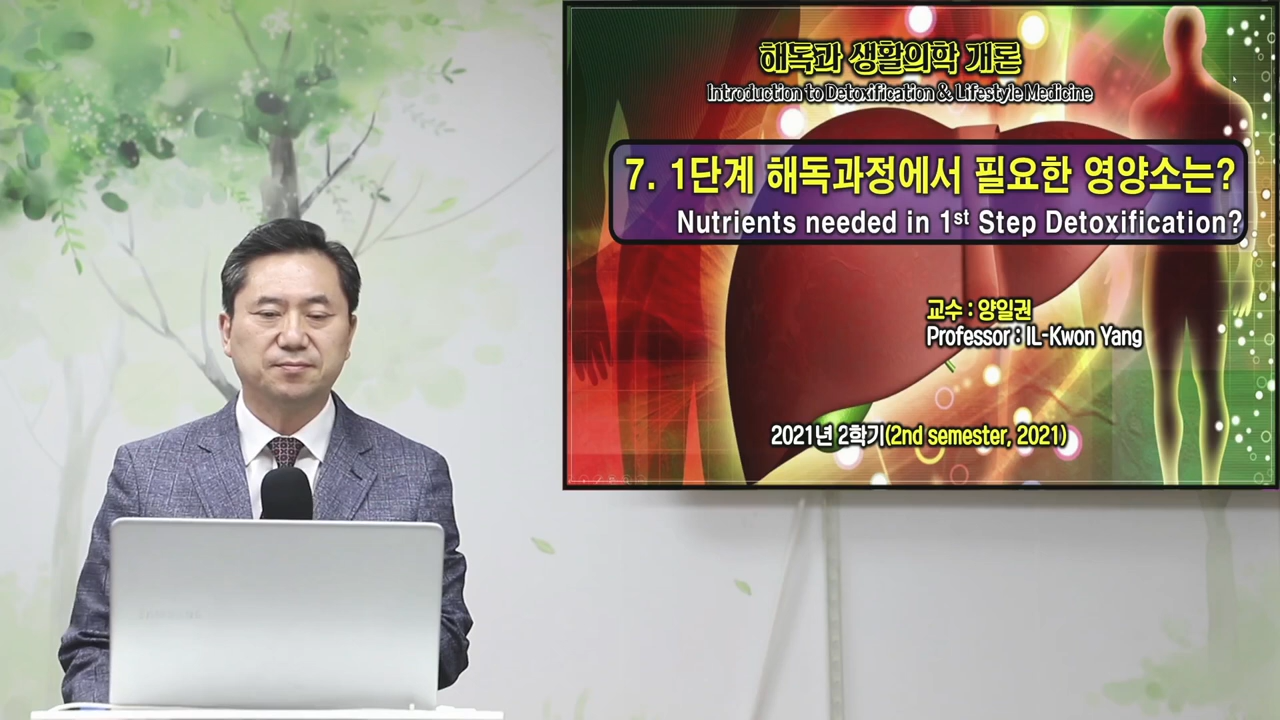 해독과 생활의학 개론
Introduction to Detoxification & Lifestyle Medicine
7. 1단계 해독과정에서 필요한 영양소는?
Nutrients needed in 1st Step Detoxification?
교수 : 양일권
Professor : IL-Kwon Yang
2021년 2학기(2nd semester, 2021)